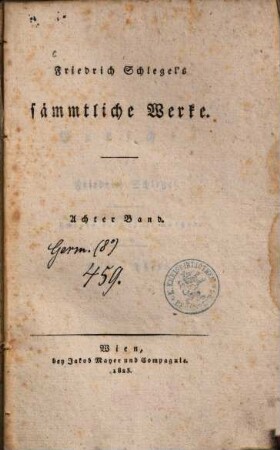 Friedrich Schlegel's
sämmtliche Werke.
Achter Band.
Germ. (8°)
459.
Wien,
bey Jakob Mayer und Compagnie.
1823.